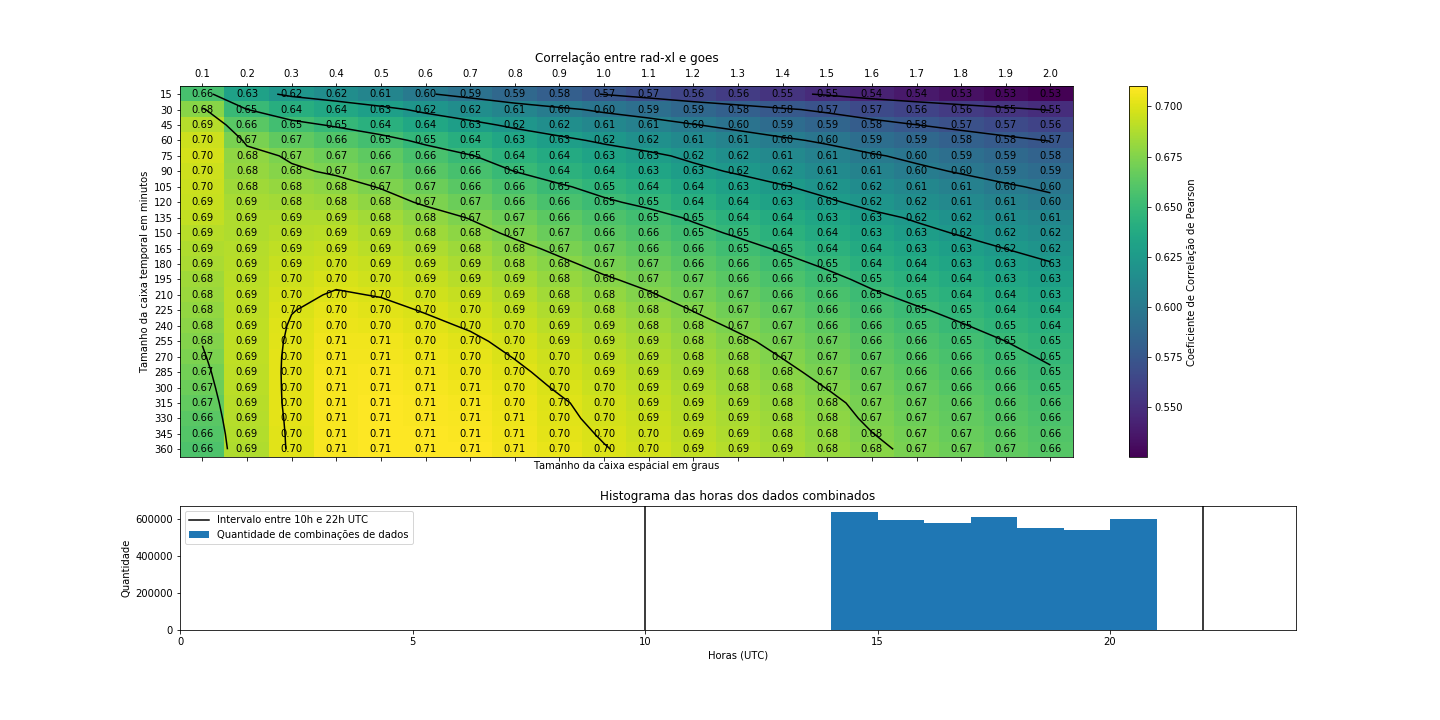 Correlação entre rad-xl e goes
0.1 0.2 0.3 0.4 0.5 0.6 0.7 0.8 0.9 1.0 1.1 1.2 1.3 1.4 1.5 1.6 1.7 1.8 1.9 2.0
15 0.66 0.63 0.62 0.62 0.61 0.60 0.59 0.59 0.58 0.57 0.57 0.56 0.56 0.55 0.55 0.54 0.54 0.53 0.53 0.53
30 0.68 0.65 0.64 0.64 0.63 0.62 0.62 0.61 0.60 0.60 0.59 0.59 0.58 0.58 0.57 0.57 0.56 0.56 0.55 0.55
45 0.69 0.66 0.65 0.65 0.64 0.64 0.63 0.62 0.62 0.61 0.61 0.60 0.60 0.59 0.59 0.58 0.58 0.57 0.57 0.56
60 0.70 0.67 0.67 0.66 0.65 0.65 0.64 0.63 0.63 0.62 0.62 0.61 0.61 0.60 0.60 0.59 0.59 0.58 0.58 0.57
75 0.70 0.68 0.67 0.67 0.66 0.66 0.65 0.64 0.64 0.63 0.63 0.62 0.62 0.61 0.61 0.60 0.60 0.59 0.59 0.58
90 0.70 0.68 0.68 0.67 0.67 0.66 0.66 0.65 0.64 0.64 0.63 0.63 0.62 0.62 0.61 0.61 0.60 0.60 0.59 0.59
105 0.70 0.68 0.68 0.68 0.67 0.67 0.66 0.66 0.65 0.65 0.64 0.64 0.63 0.63 0.62 0.62 0.61 0.61 0.60 0.60
120 0.69 0.69 0.68 0.68 0.68 0.67 0.67 0.66 0.66 0.65 0.65 0.64 0.64 0.63 0.63 0.62 0.62 0.61 0.61 0.60
135 0.69 0.69 0.69 0.69 0.68 0.68 0.67 0.67 0.66 0.66 0.65 0.65 0.64 0.64 0.63 0.63 0.62 0.62 0.61 0.61
150 0.69 0.69 0.69 0.69 0.69 0.68 0.68 0.67 0.67 0.66 0.66 0.65 0.65 0.64 0.64 0.63 0.63 0.62 0.62 0.62
165 0.69 0.69 0.69 0.69 0.69 0.69 0.68 0.68 0.67 0.67 0.66 0.66 0.65 0.65 0.64 0.64 0.63 0.63 0.62 0.62
180 0.69 0.69 0.69 0.70 0.69 0.69 0.69 0.68 0.68 0.67 0.67 0.66 0.66 0.65 0.65 0.64 0.64 0.63 0.63 0.63
195 0.68 0.69 0.70 0.70 0.70 0.69 0.69 0.69 0.68 0.68 0.67 0.67 0.66 0.66 0.65 0.65 0.64 0.64 0.63 0.63
210 0.68 0.69 0.70 0.70 0.70 0.70 0.69 0.69 0.68 0.68 0.68 0.67 0.67 0.66 0.66 0.65 0.65 0.64 0.64 0.63
225 0.68 0.69 0.70 0.70 0.70 0.70 0.70 0.69 0.69 0.68 0.68 0.67 0.67 0.66 0.66 0.66 0.65 0.65 0.64 0.64
240 0.68 0.69 0.70 0.70 0.70 0.70 0.70 0.70 0.69 0.69 0.68 0.68 0.67 0.67 0.66 0.66 0.65 0.65 0.65 0.64
255 0.68 0.69 0.70 0.71 0.71 0.70 0.70 0.70 0.69 0.69 0.69 0.68 0.68 0.67 0.67 0.66 0.66 0.65 0.65 0.65
270 0.67 0.69 0.70 0.71 0.71 0.70 0.70 0.70 0.70 0.69 0.69 0.68 0.68 0.67 0.67 0.67 0.66 0.66 0.65 0.65
285 0.67 0.69 0.70 0.71 0.71 0.71 0.70 0.70 0.70 0.69 0.69 0.69 0.68 0.68 0.67 0.67 0.66 0.66 0.66 0.65
300 0.67 0.69 0.70 0.71 0.71 0.71 0.70 0.70 0.70 0.70 0.69 0.69 0.68 0.68 0.67 0.67 0.67 0.66 0.66 0.65
315 0.67 0.69 0.70 0.71 0.71 0.71 0.71 0.70 0.70 0.70 0.69 0.69 0.69 0.68 0.68 0.67 0.67 0.66 0.66 0.66
330 0.66 0.69 0.70 0.71 0.71 0.71 0.71 0.70 0.70 0.70 0.69 0.69 0.69 0.68 0.68 0.67 0.67 0.67 0.66 0.66
345 0.66 0.69 0.70 0.71 0.71 0.71 0.71 0.71 0.70 0.70 0.70 0.69 0.69 0.68 0.68 0.68 0.67 0.67 0.66 0.66
360 0.66 0.69 0.70 0.71 0.71 0.71 0.71 0.71 0.70 0.70 0.70 0.69 0.69 0.69 0.68 0.68 0.67 0.67 0.67 0.66
Tamanho da caixa temporal em minutos
Tamanho da caixa espacial em graus
0.700
0.675
0.650
0.625
0.600
0.575
0.550
Coeficiente de Correlação de Pearson
Histograma das horas dos dados combinados
Intervalo entre 10h e 22h UTC
Quantidade de combinações de dados
600000
400000
200000
0
Quantidade
0 5 10 15 20
Horas (UTC)